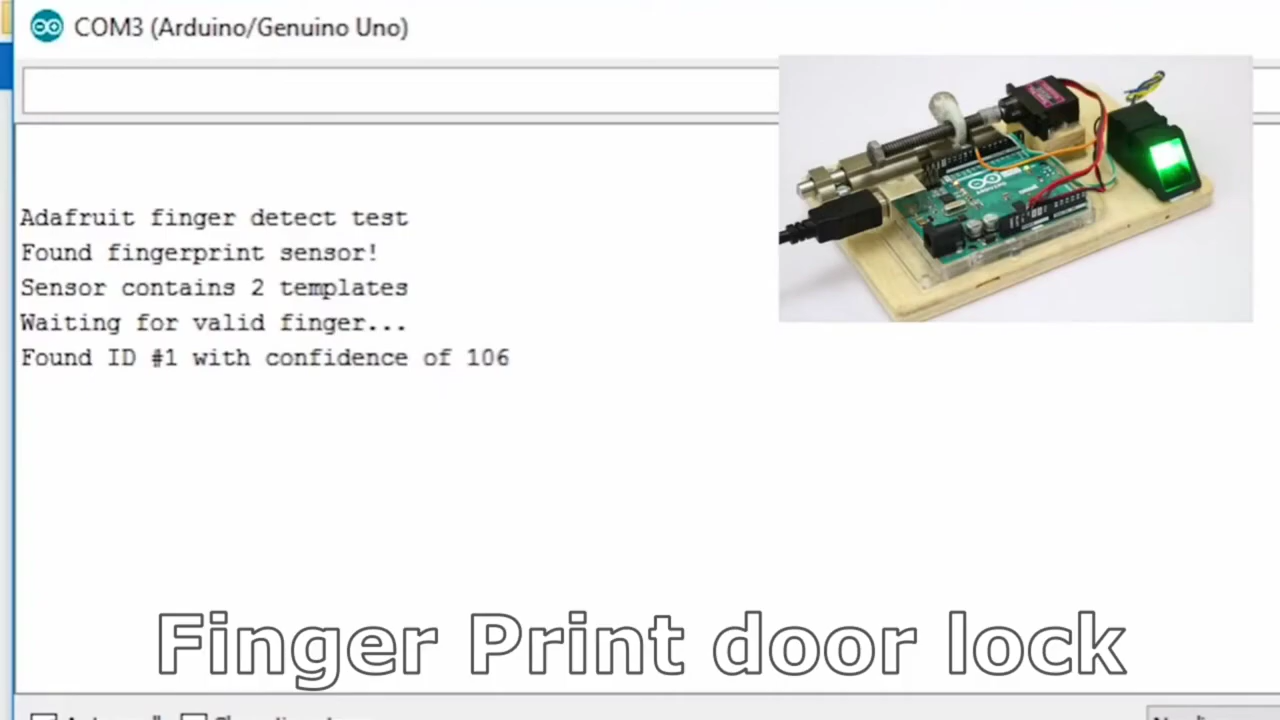 COM3 (Arduino/Genuino Uno)
Adafruit finger detect test
Found fingerprint sensor!
Sensor contains 2 templates
Waiting for valid finger...
Found ID #1 with confidence of 106
Finger Print door lock